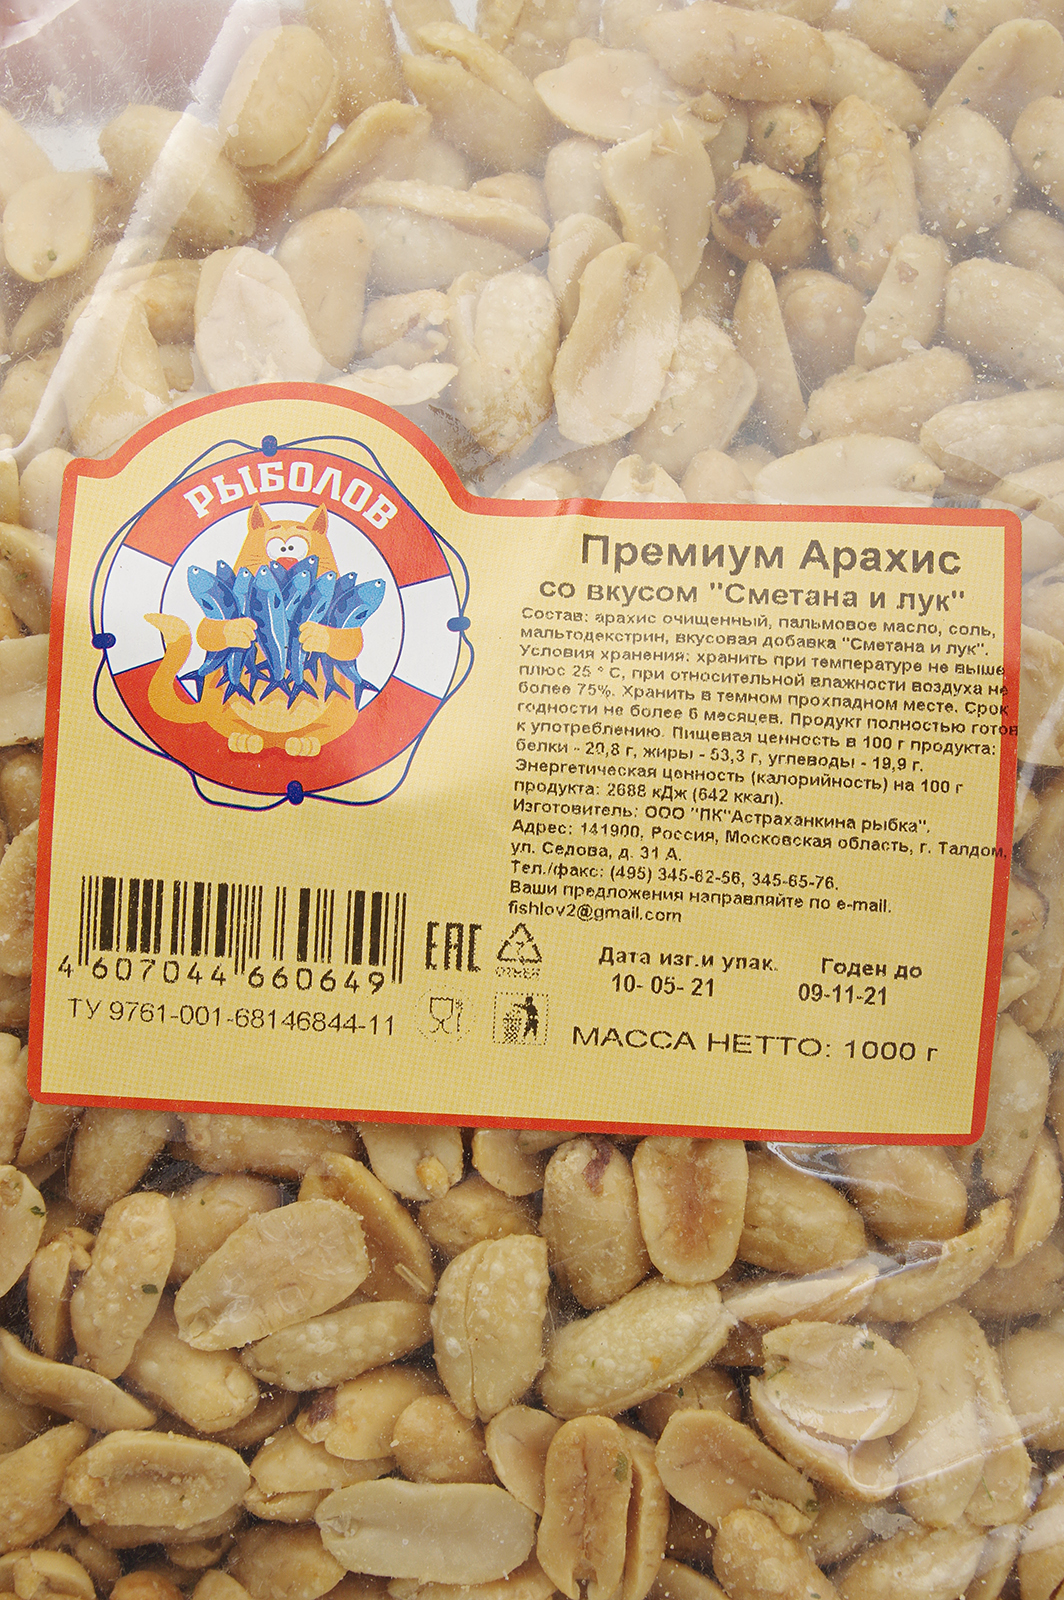 РЫБОЛОВ
Премиум Арахис
со вкусом "Сметана и лук"
Состав: арахис очищенный, пальмовое масло, соль,
мальтодекстрин, вкусовая добавка "Сметана и лук".
Условия хранения: хранить при температуре не выше
плюс 25 ° С, при относительной влажности воздуха не
более 75%. Хранить в темном прохладном месте. Срок
годности не более 6 месяцев. Продукт полностью готов
к употреблению. Пищевая ценность в 100 г продукта:
белки - 20,8 г, жиры - 53,3 г, углеводы - 19,9 г.
Энергетическая ценность (калорийность) на 100 г
продукта: 2688 кДж (642 ккал).
Изготовитель: ООО "ПК"Астраханкина рыбка".
Адрес: 141900, Россия, Московская область, г. Талдом,
ул. Седова, д. 31 А.
Тел./факс: (495) 345-62-56, 345-65-76.
Ваши предложения направляйте по e-mail.
fishlov2@gmail.com
4 607044 660649
ЕАС
ТУ 9761-001-68146844-11
Дата изг.и упак. Годен до
10- 05- 21 09-11-21
МАССА НЕТТО: 1000 г